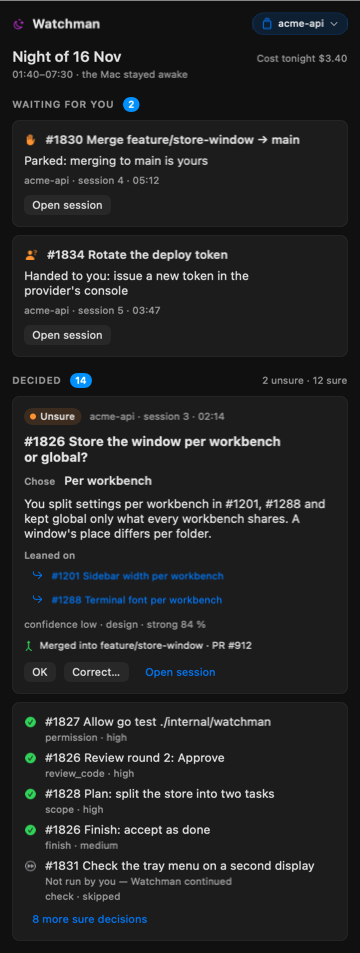 Watchman
acme-api
Night of 16 Nov
Cost tonight $3.40
01:40–07:30 · the Mac stayed awake
WAITING FOR YOU 2
#1830 Merge feature/store-window → main
Parked: merging to main is yours
acme-api · session 4 · 05:12
Open session
#1834 Rotate the deploy token
Handed to you: issue a new token in the
provider's console
acme-api · session 5 · 03:47
Open session
DECIDED 14
2 unsure · 12 sure
Unsure acme-api · session 3 · 02:14
#1826 Store the window per workbench
or global?
Chose Per workbench
You split settings per workbench in #1201, #1288 and
kept global only what every workbench shares. A
window's place differs per folder.
Leaned on
#1201 Sidebar width per workbench
#1288 Terminal font per workbench
confidence low · design · strong 84 %
Merged into feature/store-window · PR #912
OK Correct... Open session
#1827 Allow go test ./internal/watchman
permission · high
#1826 Review round 2: Approve
review_code · high
#1828 Plan: split the store into two tasks
scope · high
#1826 Finish: accept as done
finish · medium
#1831 Check the tray menu on a second display
Not run by you — Watchman continued
check · skipped
8 more sure decisions